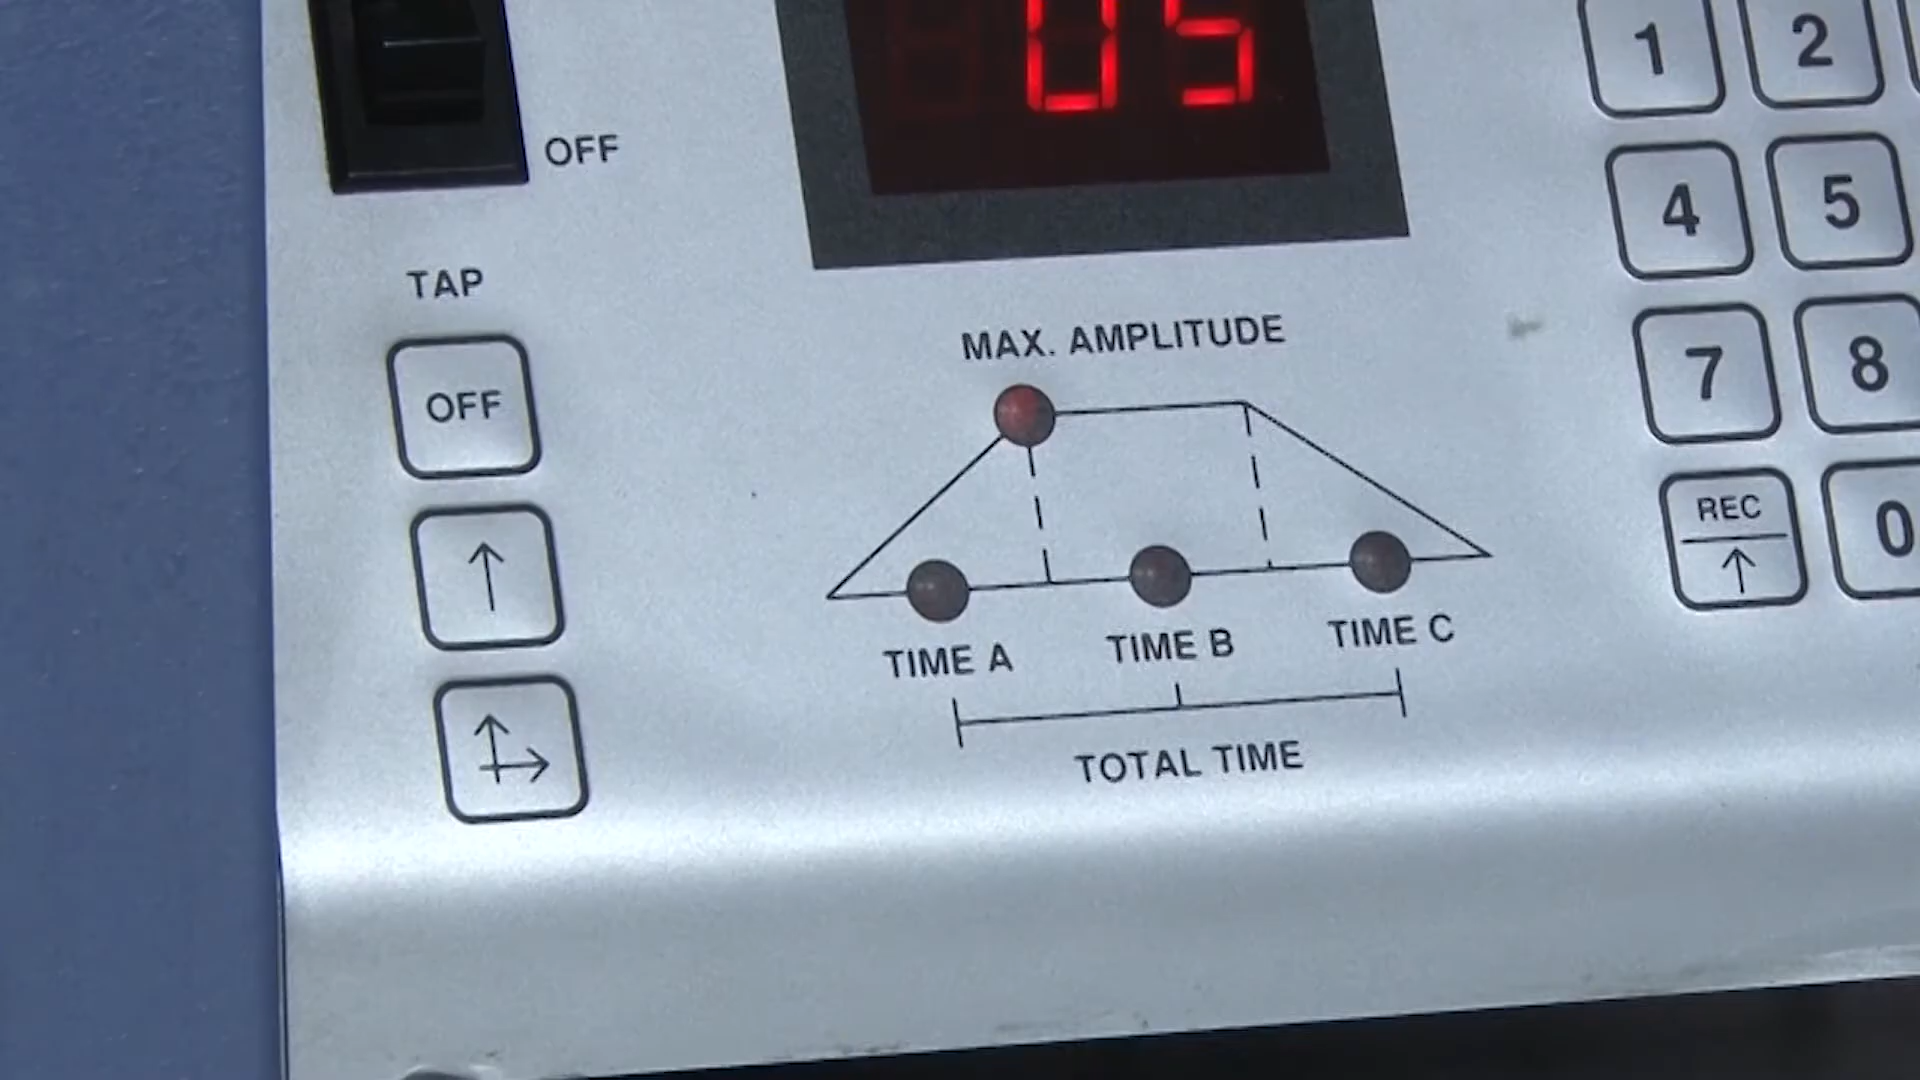 05
1 2
OFF
4 5
TAP
MAX. AMPLITUDE
7 8
OFF
REC
0
TIME A TIME B TIME C
TOTAL TIME